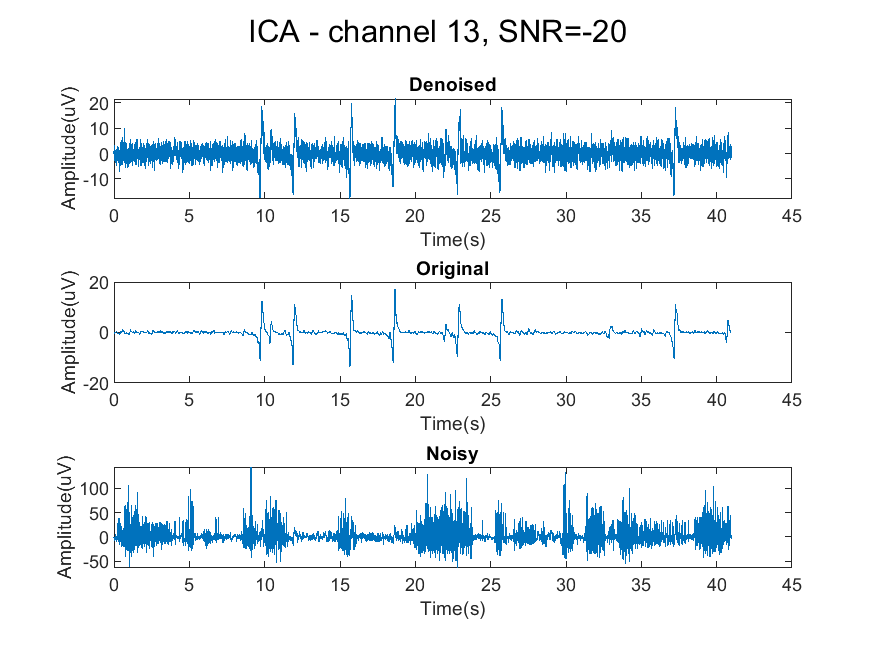 ICA - channel 13, SNR=-20
Denoised
Amplitude(uV)
20
10
0
-10
0 5 10 15 20 25 30 35 40 45
Time(s)
Original
Amplitude(uV)
20
0
-20
0 5 10 15 20 25 30 35 40 45
Time(s)
Noisy
Amplitude(uV)
100
50
0
-50
0 5 10 15 20 25 30 35 40 45
Time(s)